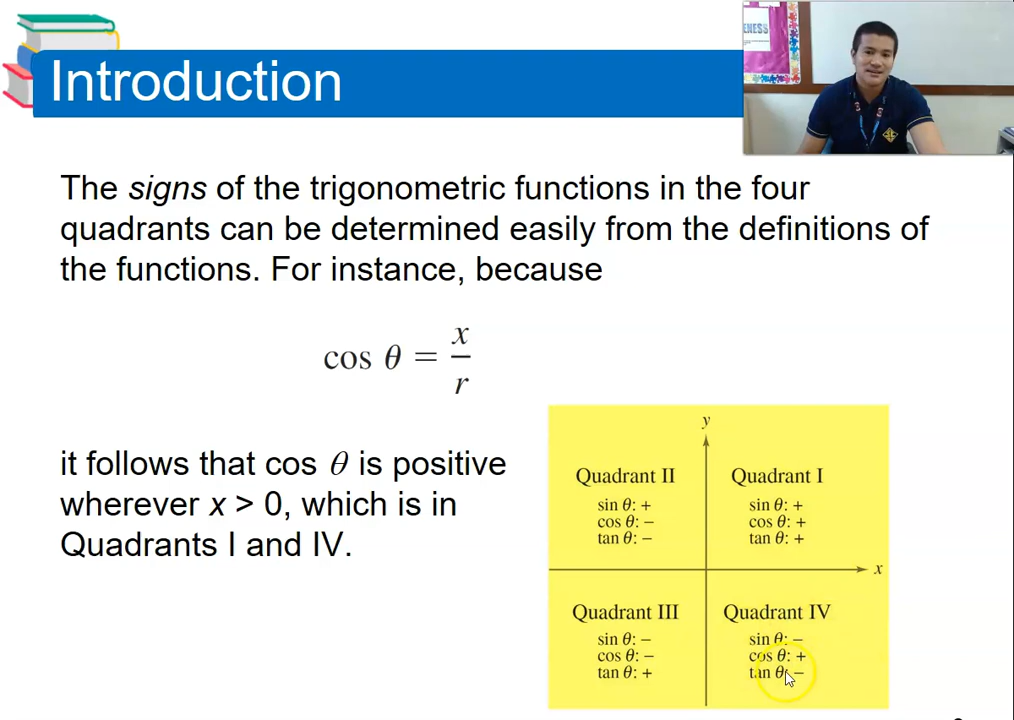 Introduction
ENESS
The signs of the trigonometric functions in the four
quadrants can be determined easily from the definitions of
the functions. For instance, because
cos θ = x/r
it follows that cos θ is positive
wherever x > 0, which is in
Quadrants I and IV.
y
Quadrant II
sin θ: +
cos θ: −
tan θ: −
Quadrant I
sin θ: +
cos θ: +
tan θ: +
x
Quadrant III
sin θ: −
cos θ: −
tan θ: +
Quadrant IV
sin θ: −
cos θ: +
tan θ: −